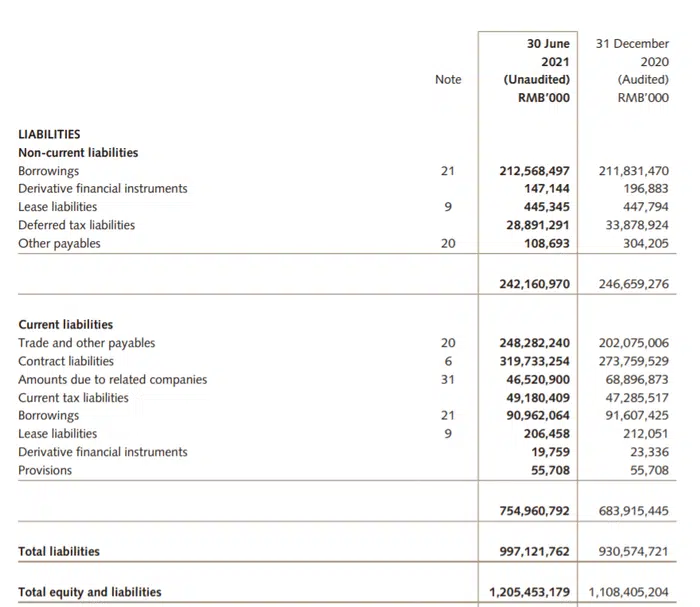 30 June 31 December
2021 2020
Note (Unaudited) (Audited)
RMB'000 RMB'000
LIABILITIES
Non-current liabilities
Borrowings 21 212,568,497 211,831,470
Derivative financial instruments 147,144 196,883
Lease liabilities 9 445,345 447,794
Deferred tax liabilities 28,891,291 33,878,924
Other payables 20 108,693 304,205
242,160,970 246,659,276
Current liabilities
Trade and other payables 20 248,282,240 202,075,006
Contract liabilities 6 319,733,254 273,759,529
Amounts due to related companies 31 46,520,900 68,896,873
Current tax liabilities 49,180,409 47,285,517
Borrowings 21 90,962,064 91,607,425
Lease liabilities 9 206,458 212,051
Derivative financial instruments 19,759 23,336
Provisions 55,708 55,708
754,960,792 683,915,445
Total liabilities 997,121,762 930,574,721
Total equity and liabilities 1,205,453,179 1,108,405,204